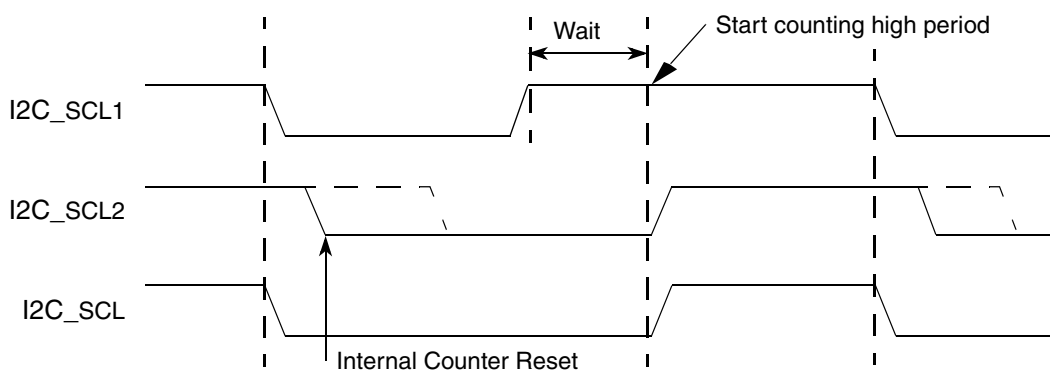 Wait
Start counting high period
I2C_SCL1
I2C_SCL2
I2C_SCL
Internal Counter Reset